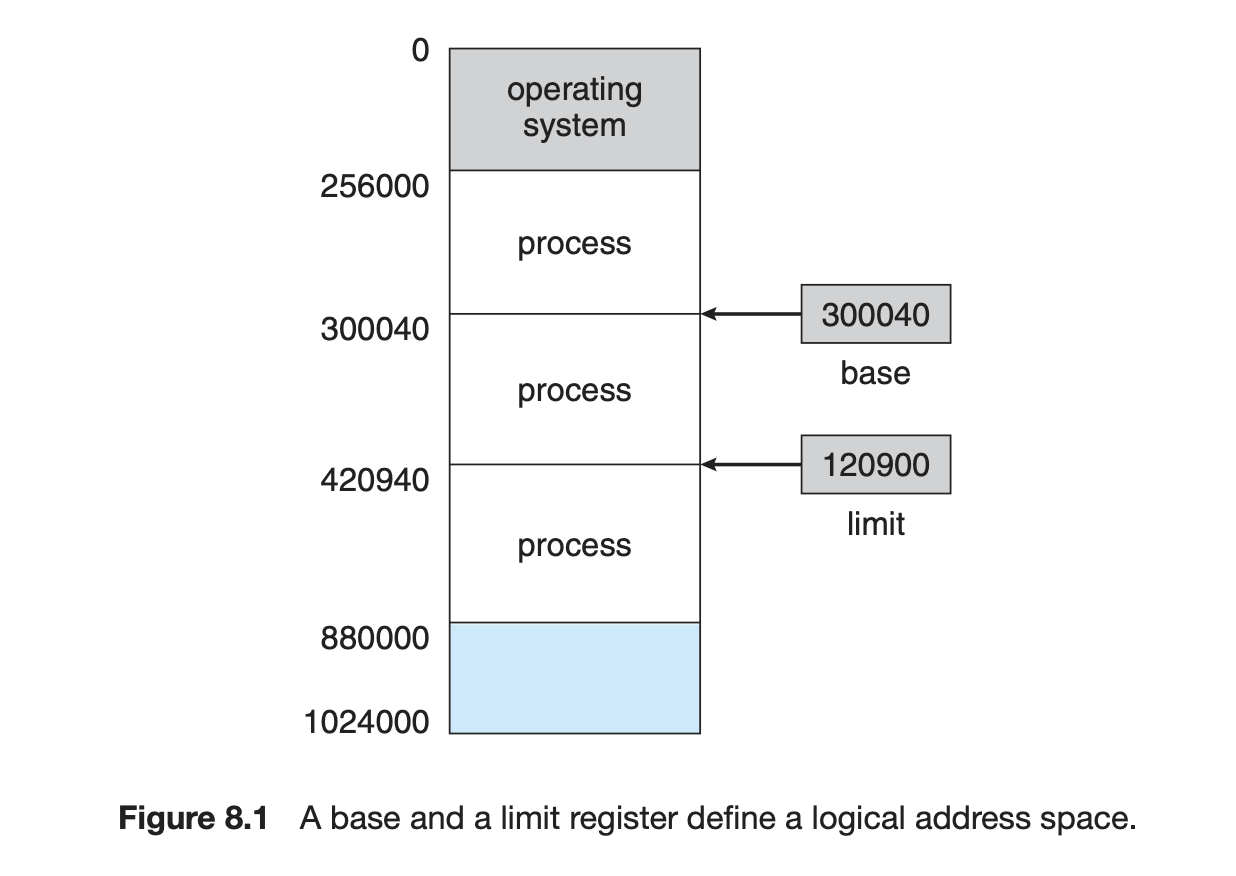 0
operating
system
256000
process
300040
300040
base
process
120900
limit
420940
process
880000
1024000
Figure 8.1 A base and a limit register define a logical address space.